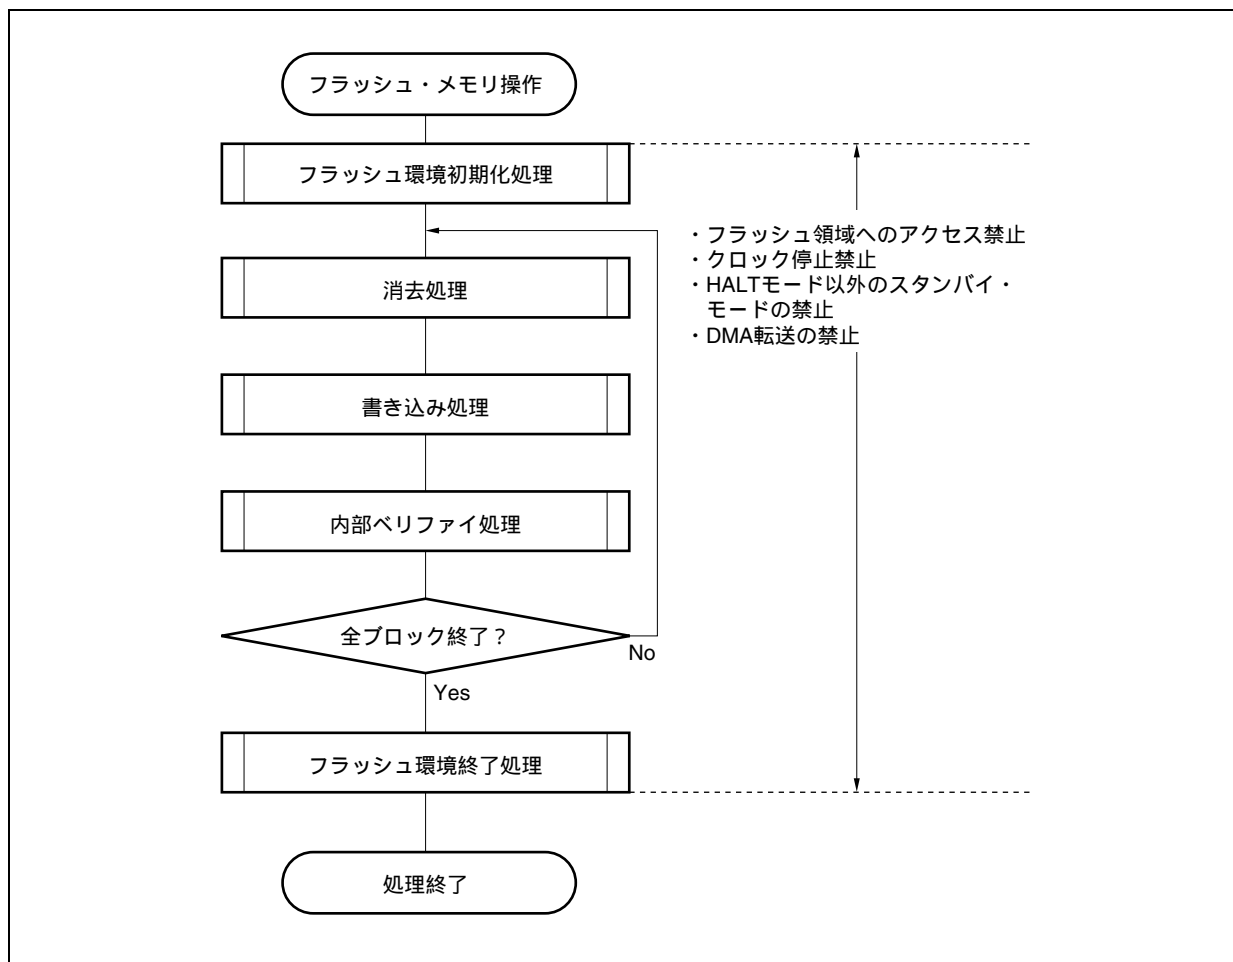 フラッシュ・メモリ操作
フラッシュ環境初期化処理
・フラッシュ領域へのアクセス禁止
・クロック停止禁止
・HALTモード以外のスタンバイ・
モードの禁止
・DMA転送の禁止
消去処理
書き込み処理
内部ベリファイ処理
全ブロック終了？
No
Yes
フラッシュ環境終了処理
処理終了